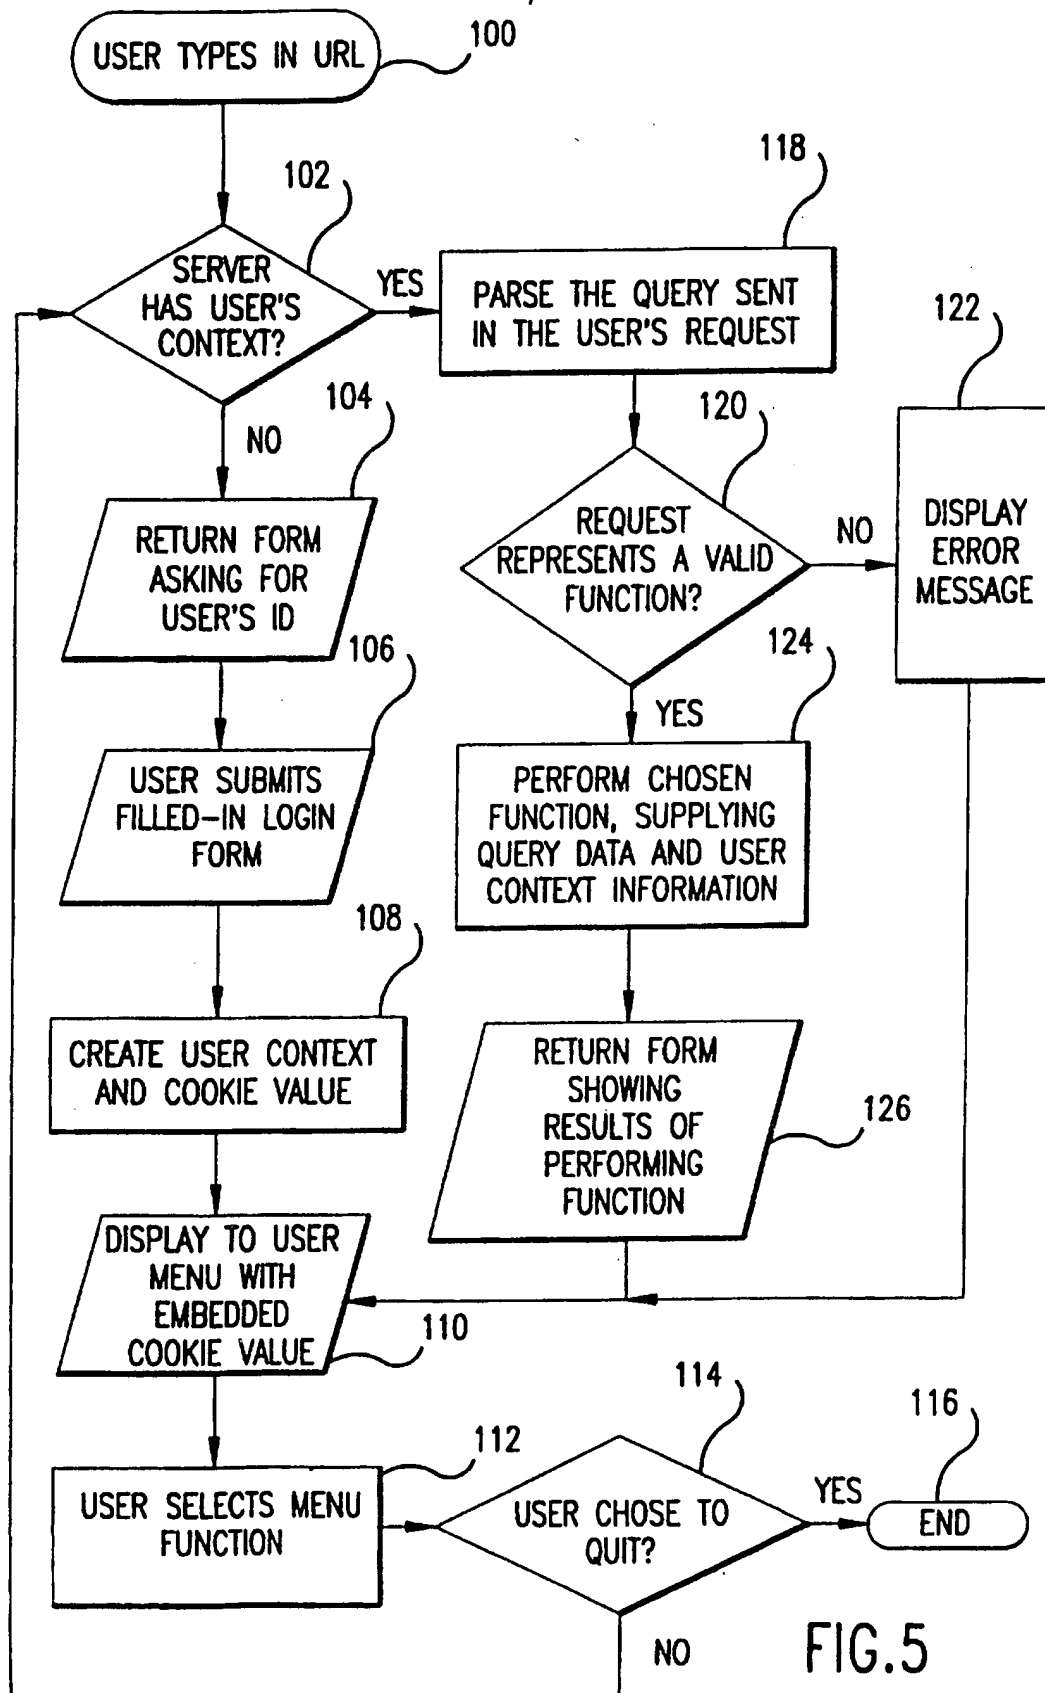 USER TYPES IN URL
100
102
SERVER
HAS USER'S
CONTEXT?
YES
NO
118
PARSE THE QUERY SENT
IN THE USER'S REQUEST
104
RETURN FORM
ASKING FOR
USER'S ID
120
REQUEST
REPRESENTS A VALID
FUNCTION?
NO
YES
122
DISPLAY
ERROR
MESSAGE
106
USER SUBMITS
FILLED-IN LOGIN
FORM
124
PERFORM CHOSEN
FUNCTION, SUPPLYING
QUERY DATA AND USER
CONTEXT INFORMATION
108
CREATE USER CONTEXT
AND COOKIE VALUE
RETURN FORM
SHOWING
RESULTS OF
PERFORMING
FUNCTION
126
DISPLAY TO USER
MENU WITH
EMBEDDED
COOKIE VALUE
110
112
USER SELECTS MENU
FUNCTION
114
USER CHOSE TO
QUIT?
YES
NO
116
END
FIG.5